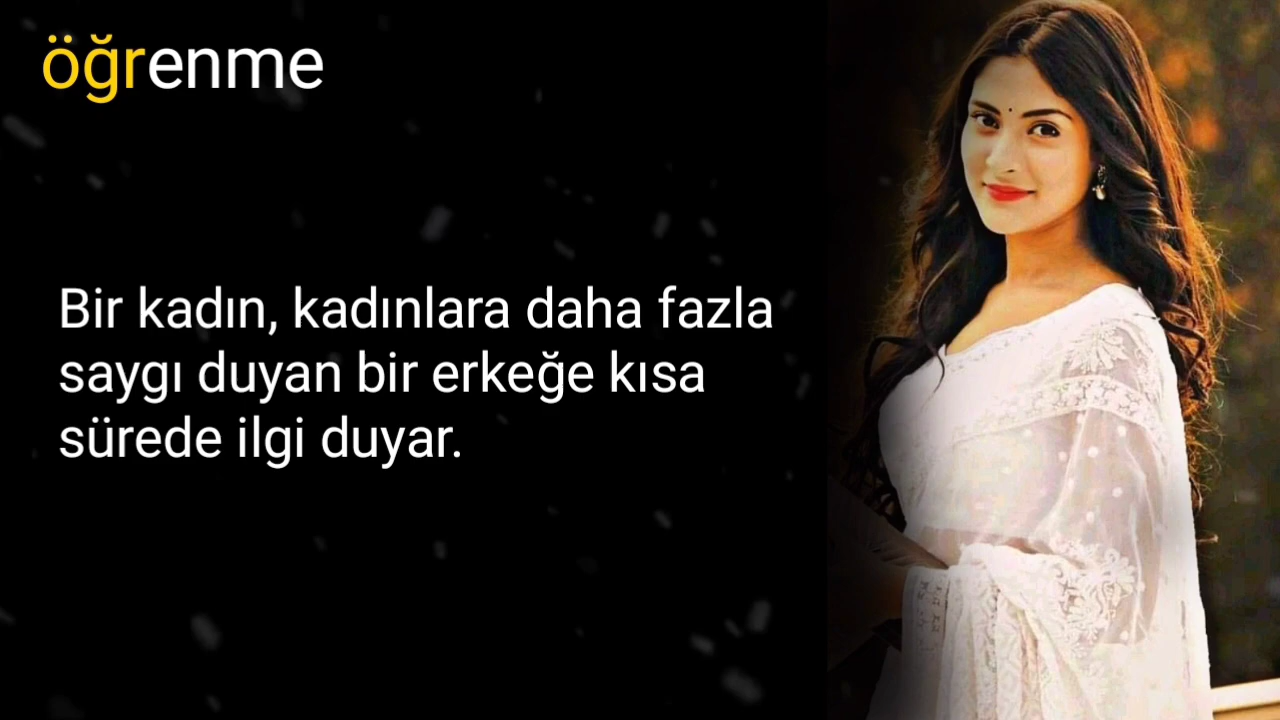 öğrenme
Bir kadın, kadınlara daha fazla
saygı duyan bir erkeğe kısa
sürede ilgi duyar.